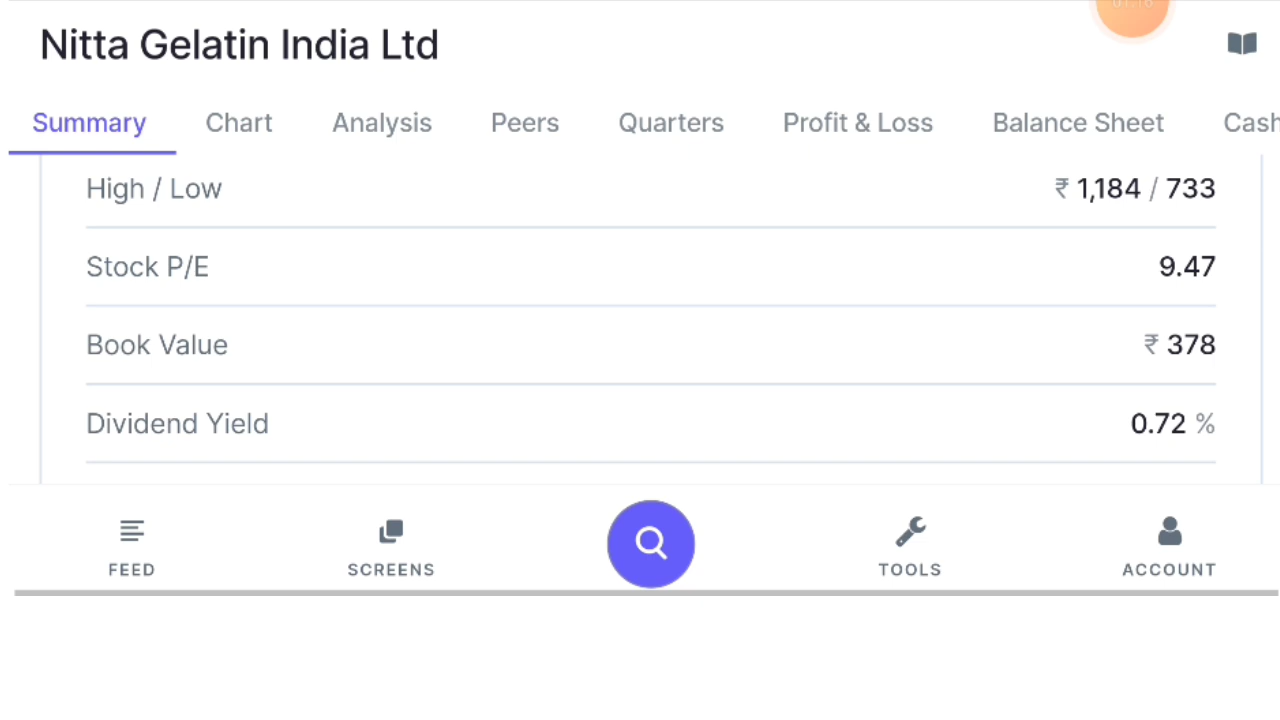 Nitta Gelatin India Ltd
Summary Chart Analysis Peers Quarters Profit & Loss Balance Sheet Cash
High / Low ₹ 1,184 / 733
Stock P/E 9.47
Book Value ₹ 378
Dividend Yield 0.72 %
FEED SCREENS TOOLS ACCOUNT